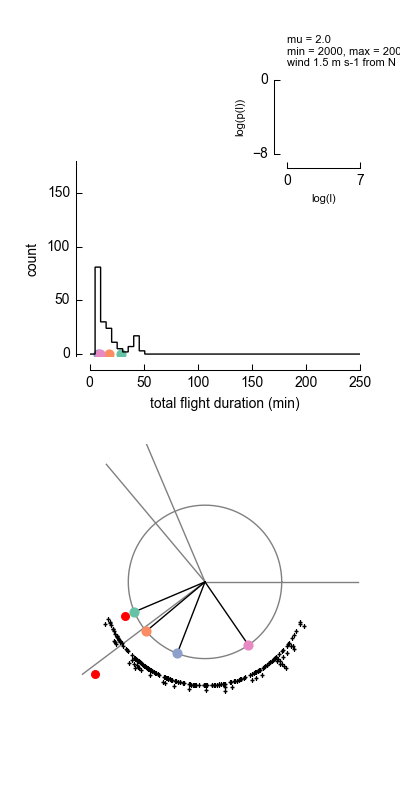 mu = 2.0
min = 2000, max = 200
wind 1.5 m s-1 from N
0
log(p(l))
−8
0
7
log(l)
150
100
50
0
count
0
50
100
150
200
250
total flight duration (min)